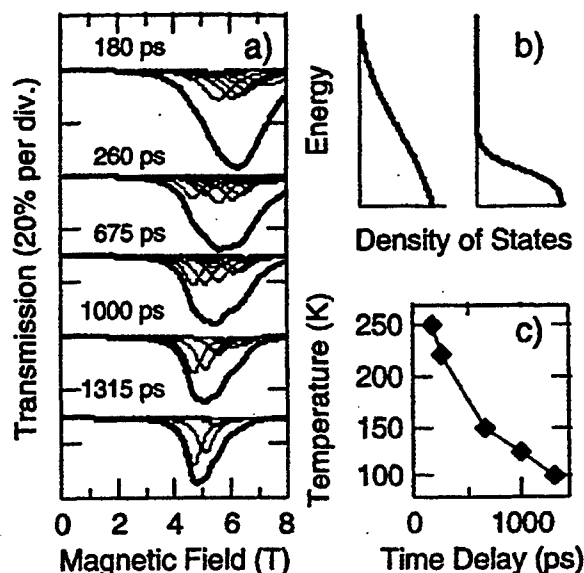 Transmission (20% per div.)
a)
180 ps
260 ps
675 ps
1000 ps
1315 ps
0 2 4 6 8
Magnetic Field (T)
b)
Energy
Density of States
c)
Temperature (K)
250
200
150
100
0 1000
Time Delay (ps)